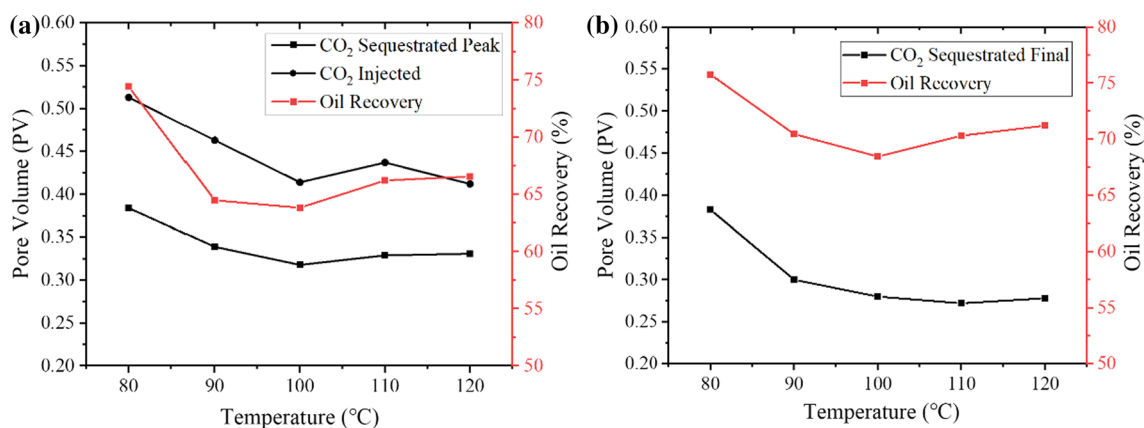 (a)
CO₂ Sequestrated Peak
CO₂ Injected
Oil Recovery
Pore Volume (PV)
0.60
0.55
0.50
0.45
0.40
0.35
0.30
0.25
0.20
80
75
70
65
60
55
50
Oil Recovery (%)
80 90 100 110 120
Temperature (°C)
(b)
CO₂ Sequestrated Final
Oil Recovery
Pore Volume (PV)
0.60
0.55
0.50
0.45
0.40
0.35
0.30
0.25
0.20
80
75
70
65
60
55
50
Oil Recovery (%)
80 90 100 110 120
Temperature (°C)